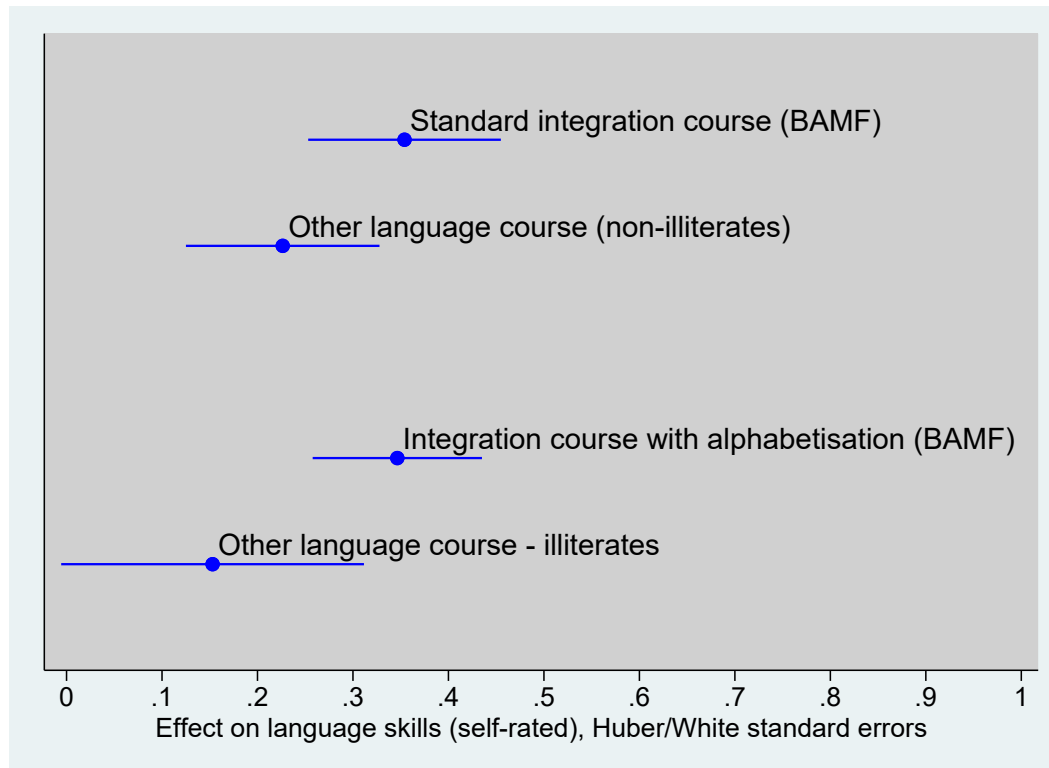 Standard integration course (BAMF)
Other language course (non-illiterates)
Integration course with alphabetisation (BAMF)
Other language course - illiterates
0 .1 .2 .3 .4 .5 .6 .7 .8 .9 1
Effect on language skills (self-rated), Huber/White standard errors